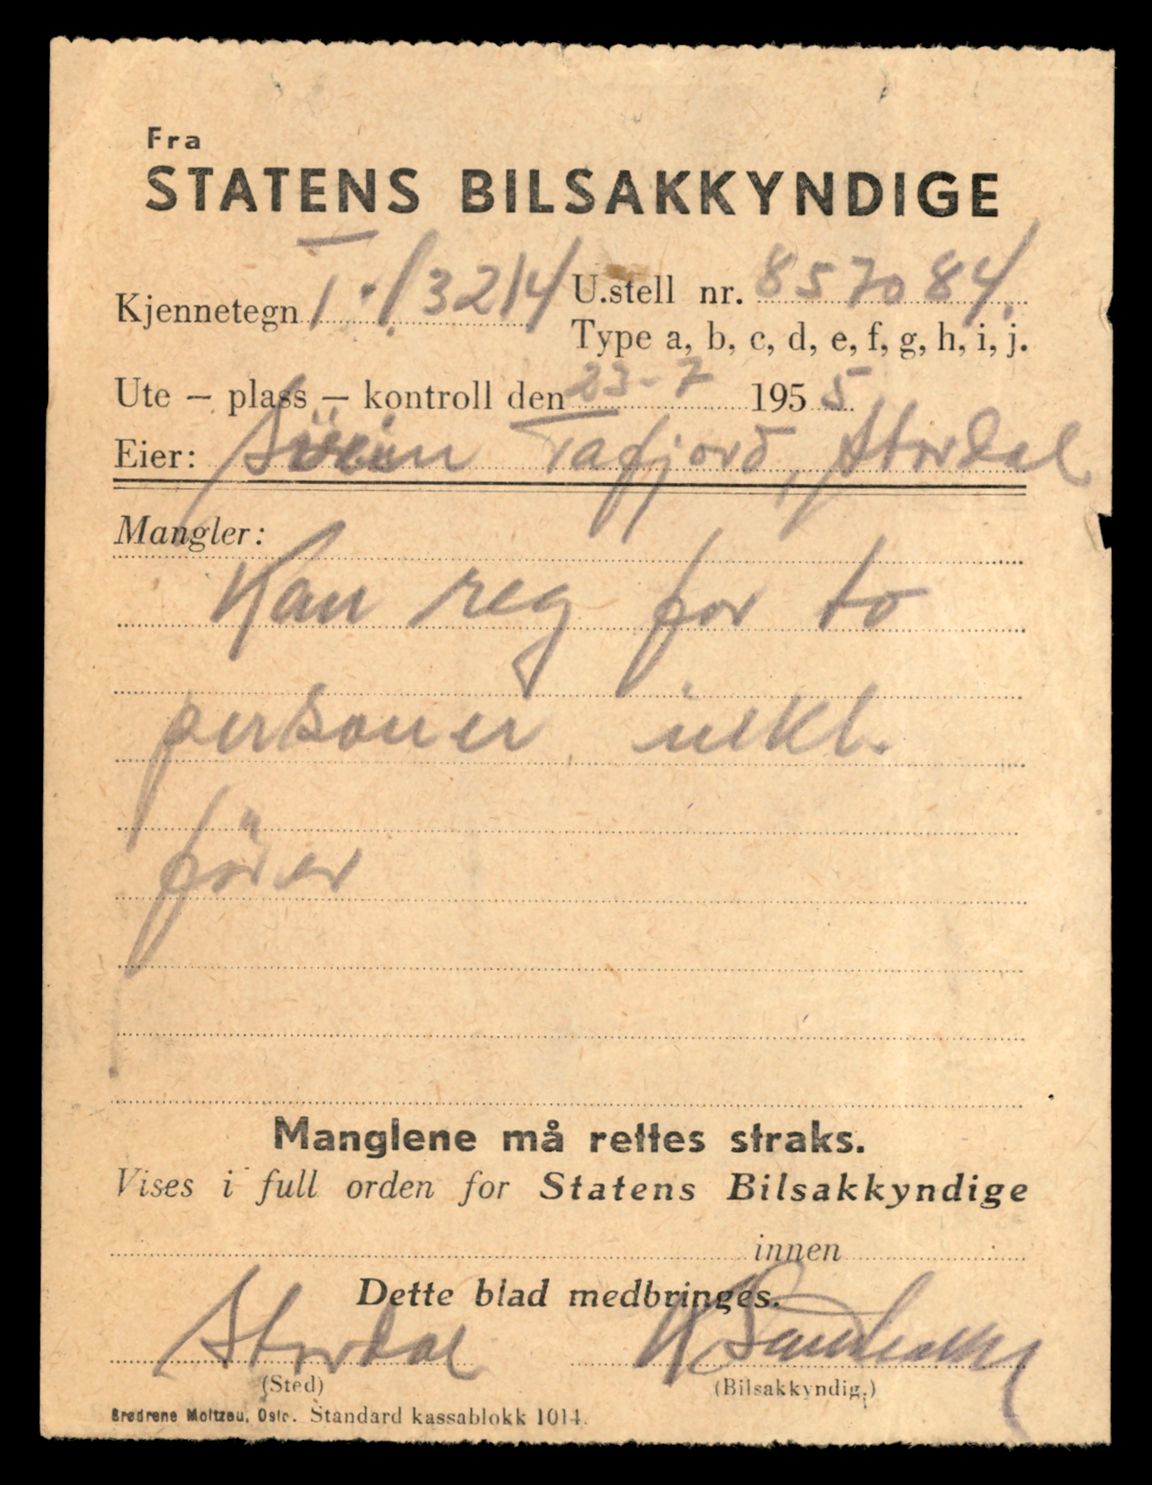 Fra
STATENS BILSAKKYNDIGE
Kjennetegn T-13214 U.stell nr. 857084
Type a, b, c, d, e, f, g, h, i, j.
Ute – plass – kontroll den 23-7 1955
Eier: Tafjord, Stordal
Mangler:
Kan reg for to
personer inkl.
förer
Manglene må rettes straks.
Vises i full orden for Statens Bilsakkyndige
innen
Dette blad medbringes.
Stordal
(Sted) (Bilsakkyndig.)
Brødrene Moltzau, Oslo. Standard kassablokk 1014.